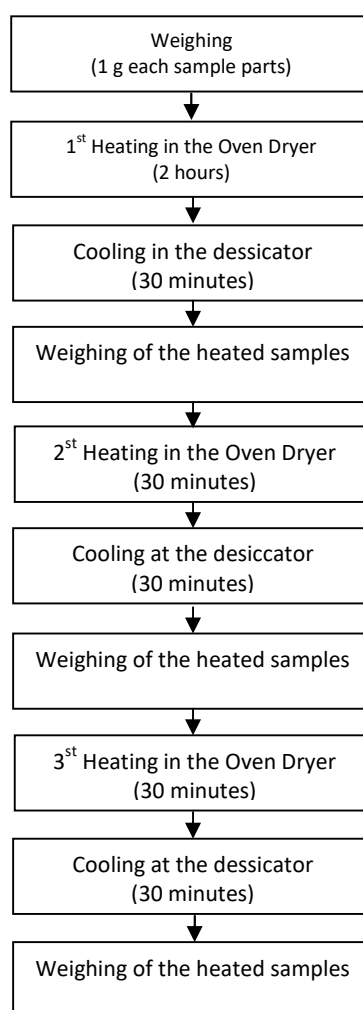 Weighing
(1 g each sample parts)
1st Heating in the Oven Dryer
(2 hours)
Cooling in the dessicator
(30 minutes)
Weighing of the heated samples
2st Heating in the Oven Dryer
(30 minutes)
Cooling at the desiccator
(30 minutes)
Weighing of the heated samples
3st Heating in the Oven Dryer
(30 minutes)
Cooling at the dessicator
(30 minutes)
Weighing of the heated samples